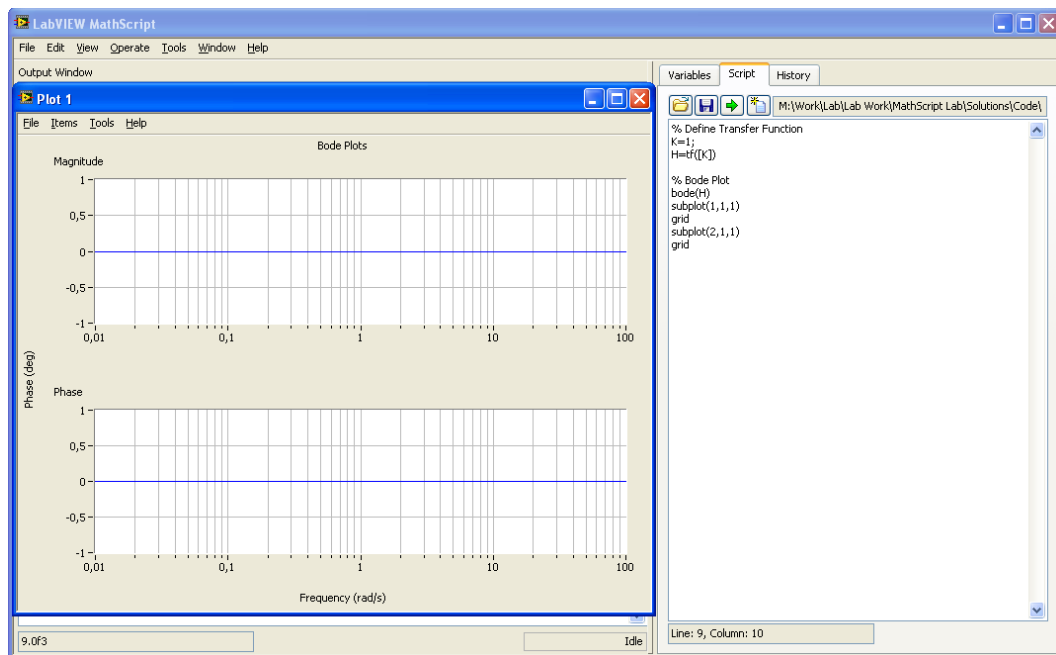 LabVIEW MathScript
File Edit View Operate Tools Window Help
Output Window
Plot 1
File Items Tools Help
Bode Plots
Magnitude
1
0,5
0
-0,5
-1
0,01 0,1 1 10 100
Phase (deg)
Phase
1
0,5
0
-0,5
-1
0,01 0,1 1 10 100
Frequency (rad/s)
9.0f3
Idle
Variables Script History
M:\Work\Lab\Lab Work\MathScript Lab\Solutions\Code\
% Define Transfer Function
K=1;
H=tf([K])
% Bode Plot
bode(H)
subplot(1,1,1)
grid
subplot(2,1,1)
grid
Line: 9, Column: 10